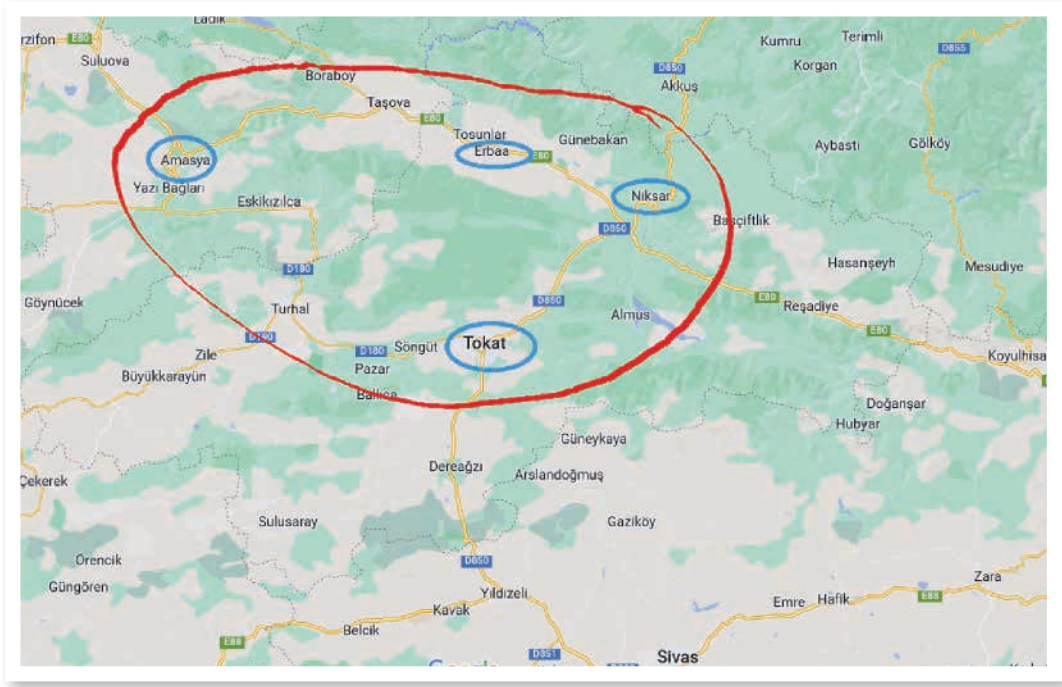 Ladik
Kumru
Terimli
rzifon
E80
D855
Suluova
Korgan
D850
Boraboy
Akkuş
Taşova
E80
Tosunlar
Günebakan
Aybastı
Gölköy
Erbaa
E80
Amasya
Yazı Bağları
Niksar
Eskikızılca
Başçiftlik
D850
Hasanşeyh
Mesudiye
D180
Göynücek
D850
E80
Turhal
Almus
Reşadiye
E80
Tokat
Söngüt
D180
Zile
Koyulhisa
Pazar
Büyükkarayün
Ballıca
Doğanşar
Hubyar
Güneykaya
Dereağzı
Arslandoğmuş
Çekerek
Sulusaray
Gaziköy
Örencik
D850
Güngören
Zara
Yıldızeli
Emre
Hafik
E88
Kavak
Belcik
E88
D851
Sivas